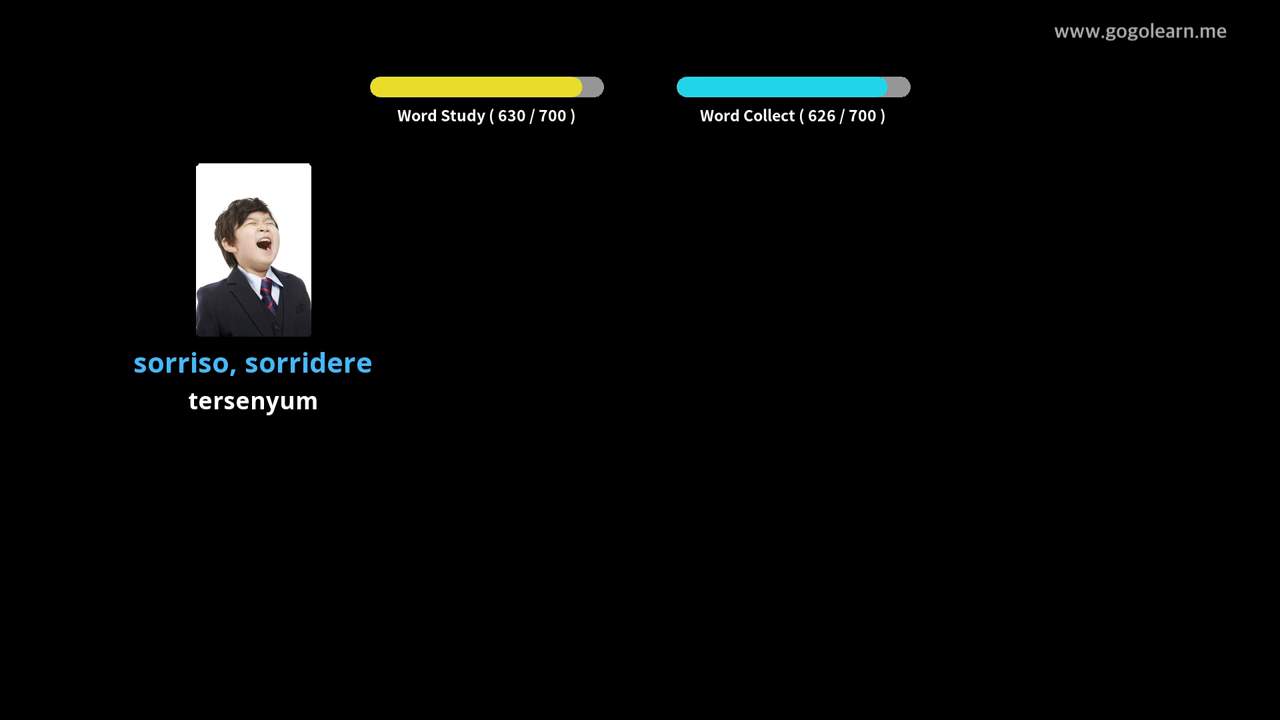 www.gogolearn.me
Word Study ( 630 / 700 )
Word Collect ( 626 / 700 )
sorriso, sorridere
tersenyum